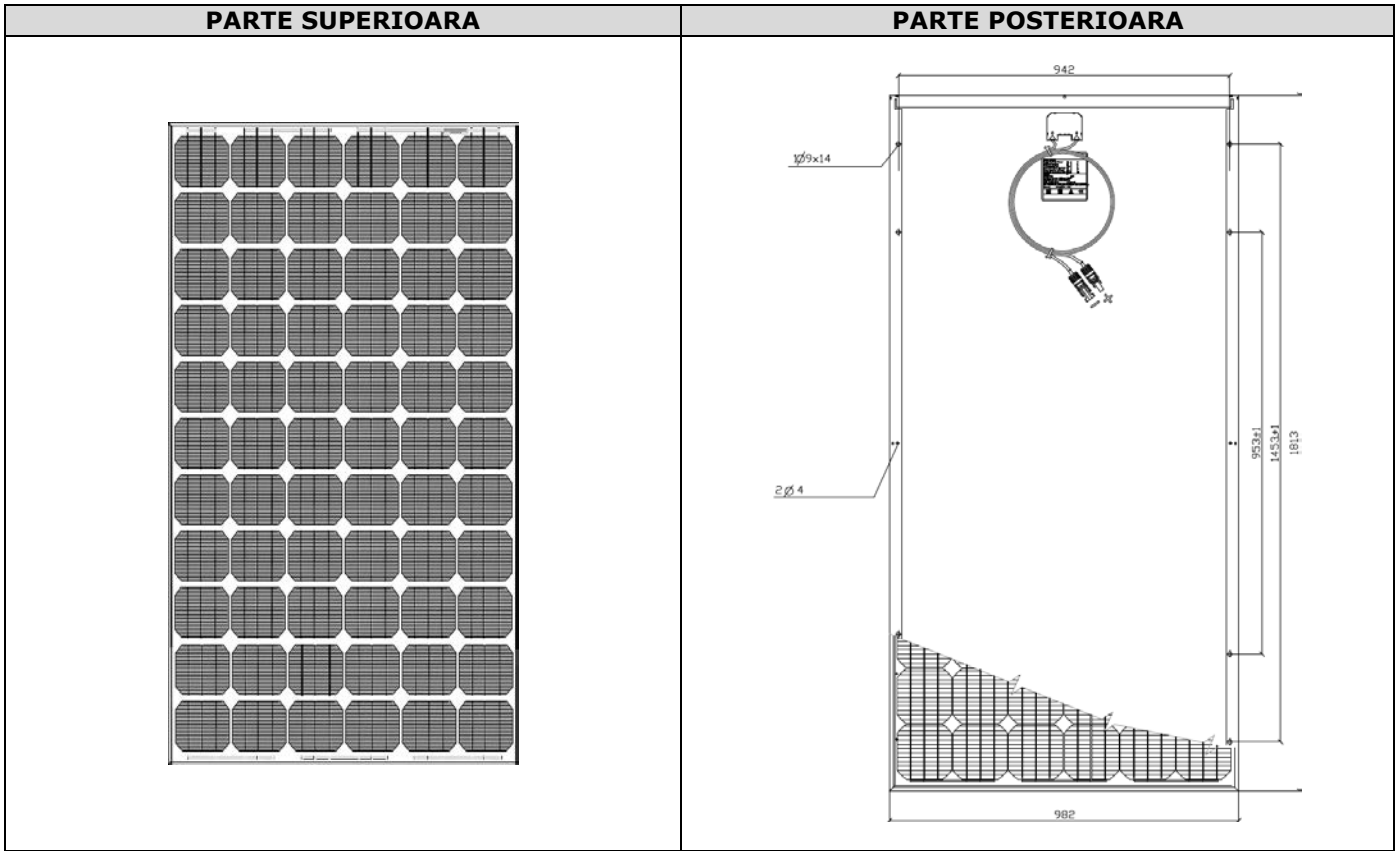 PARTE SUPERIOARA
PARTE POSTERIOARA
942
1Ø9x14
953±1
1453±1
1813
2Ø4
982